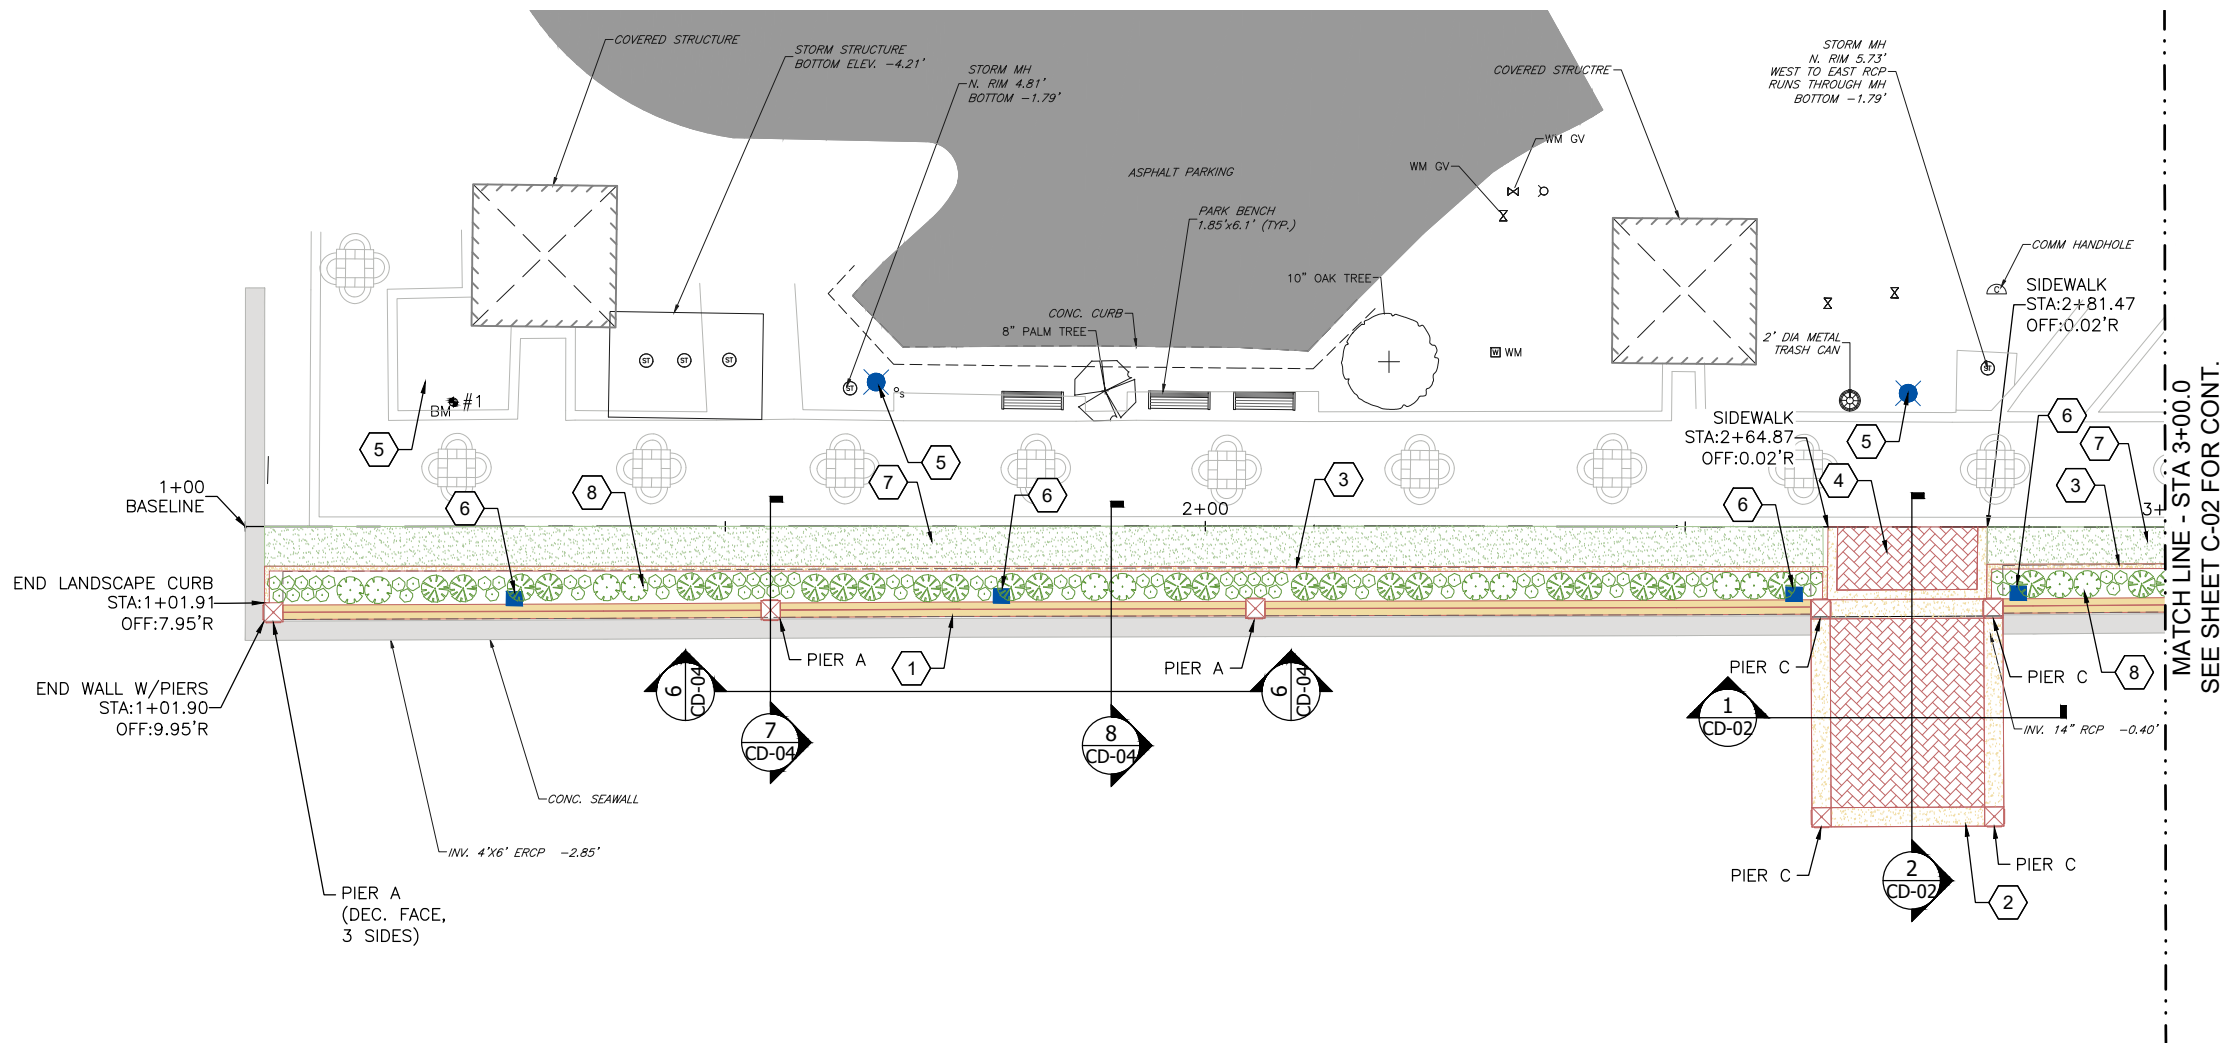 COVERED STRUCTURE
STORM STRUCTURE
BOTTOM ELEV. -4.21'
STORM MH
N. RIM 4.81'
BOTTOM -1.79'
COVERED STRUCTRE
STORM MH
N. RIM 5.73'
WEST TO EAST RCP
RUNS THROUGH MH
BOTTOM -1.79'
WM GV
WM GV
ASPHALT PARKING
PARK BENCH
1.85'x6.1' (TYP.)
COMM HANDHOLE
C
10" OAK TREE
SIDEWALK
STA:2+81.47
OFF:0.02'R
CONC. CURB
8" PALM TREE
2' DIA METAL
TRASH CAN
W WM
ST
ST
ST
ST
ST
S
BM #1
5
5
5
SIDEWALK
STA:2+64.87
OFF:0.02'R
6
7
4
3
1+00
BASELINE
6
8
7
6
3
6
2+00
3+
MATCH LINE - STA 3+00.0
SEE SHEET C-02 FOR CONT.
END LANDSCAPE CURB
STA:1+01.91
OFF:7.95'R
END WALL W/PIERS
STA:1+01.90
OFF:9.95'R
PIER A
1
PIER A
PIER C
PIER C
8
6
CD-04
6
CD-04
7
CD-04
8
CD-04
1
CD-02
INV. 14" RCP -0.40'
CONC. SEAWALL
INV. 4'X6' ERCP -2.85'
PIER A
(DEC. FACE,
3 SIDES)
PIER C
PIER C
2
CD-02
2